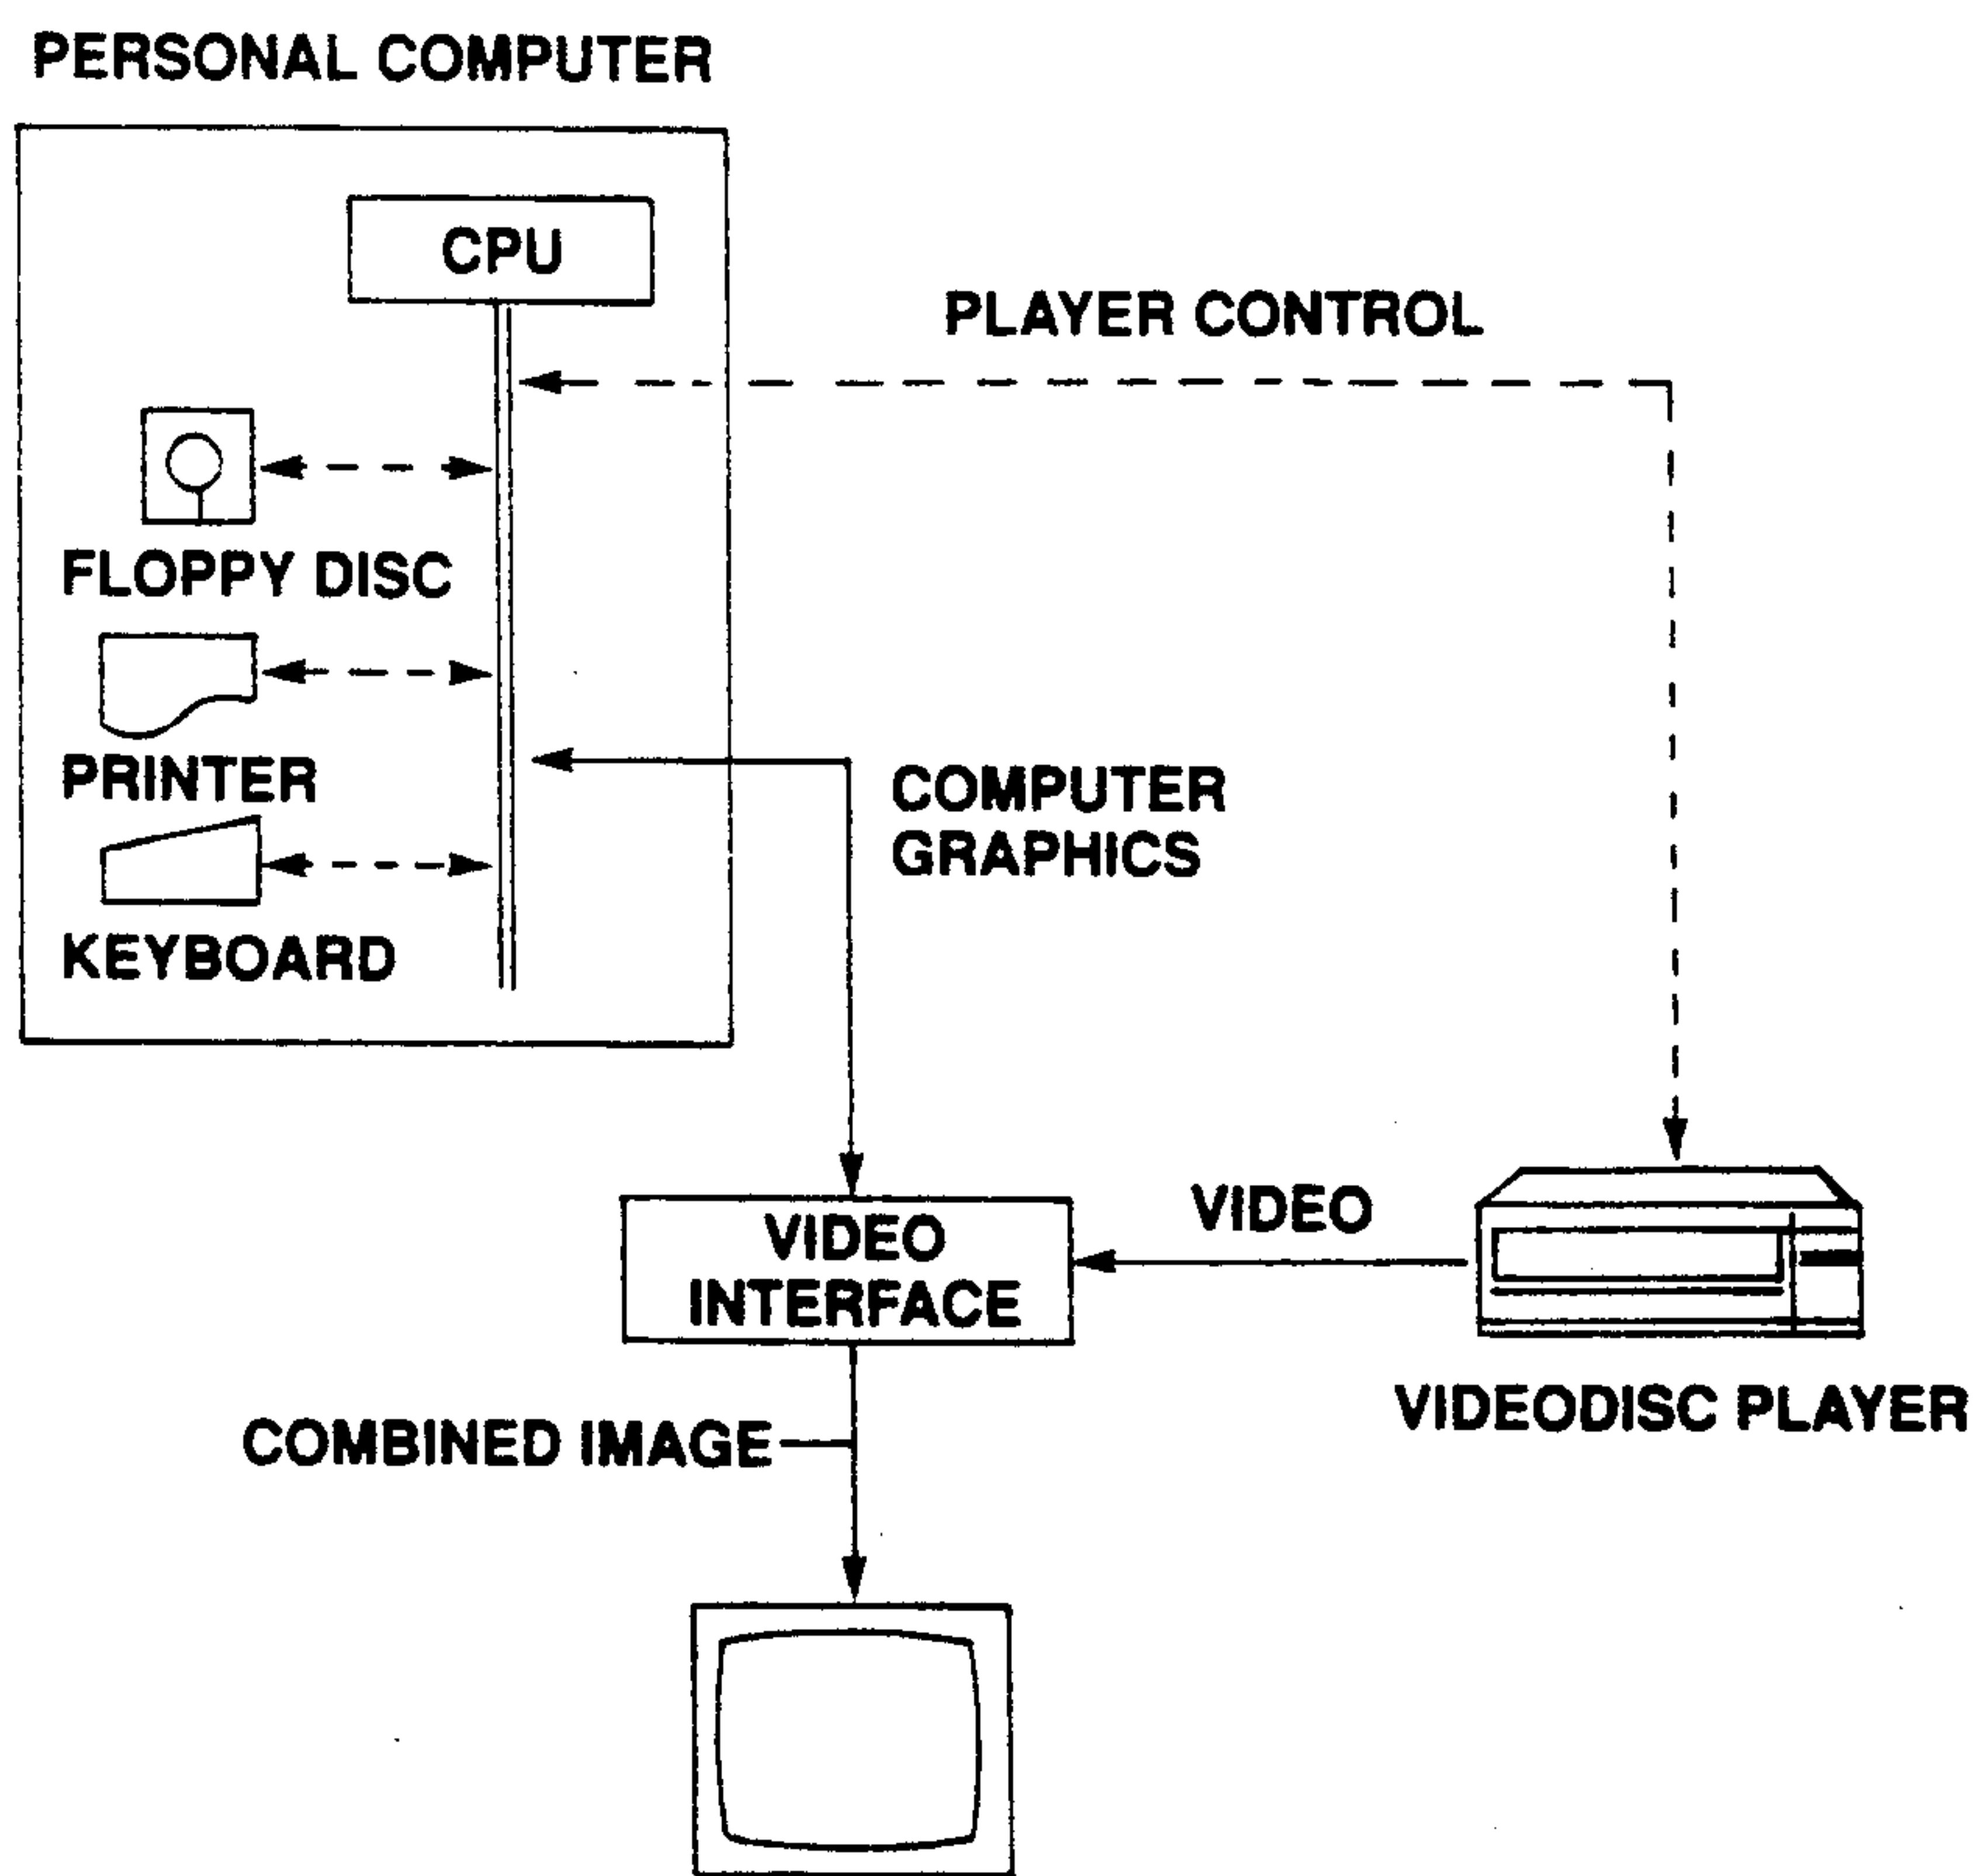 PERSONAL COMPUTER
CPU
PLAYER CONTROL
FLOPPY DISC
PRINTER
COMPUTER
GRAPHICS
KEYBOARD
VIDEO
INTERFACE
VIDEO
VIDEODISC PLAYER
COMBINED IMAGE